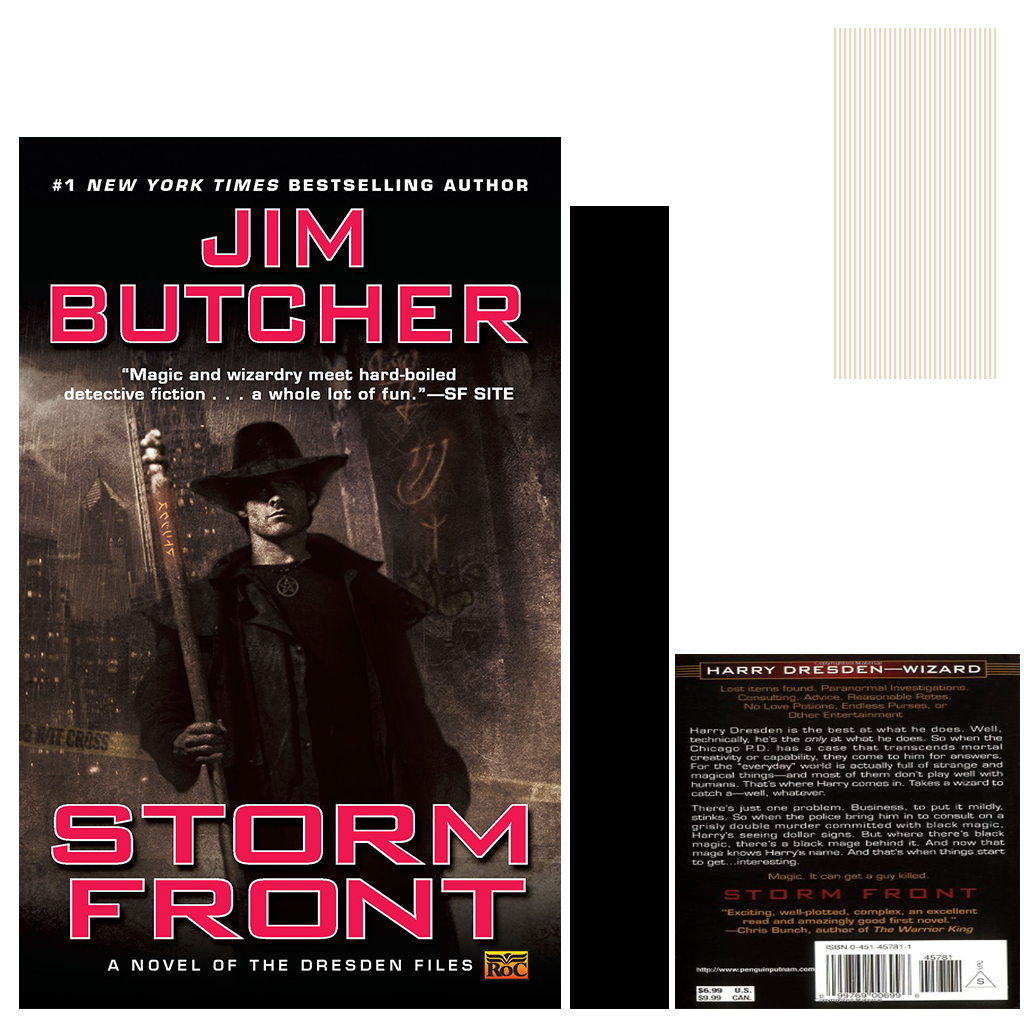 #1 NEW YORK TIMES BESTSELLING AUTHOR
JIM
BUTCHER
“Magic and wizardry meet hard-boiled
detective fiction . . . a whole lot of fun.”—SF SITE
DO NOT CROSS
STORM
FRONT
A NOVEL OF THE DRESDEN FILES
ROC
HARRY DRESDEN—WIZARD
Lost items found. Paranormal Investigations.
Consulting. Advice. Reasonable Rates.
No Love Potions, Endless Purses, or
Other Entertainment
Harry Dresden is the best at what he does. Well,
technically, he's the only at what he does. So when the
Chicago P.D. has a case that transcends mortal
creativity or capability, they come to him for answers.
For the "everyday" world is actually full of strange and
magical things—and most of them don't play well with
humans. That's where Harry comes in. Takes a wizard to
catch a—well, whatever.
There's just one problem. Business, to put it mildly,
stinks. So when the police bring him in to consult on a
grisly double murder committed with black magic,
Harry's seeing dollar signs. But where there's black
magic, there's a black mage behind it. And now that
mage knows Harry's name. And that's when things start
to get...interesting.
Magic. It can get a guy killed.
STORM FRONT
"Exciting, well-plotted, complex, an excellent
read and amazingly good first novel."
—Chris Bunch, author of The Warrior King
ISBN 0-451-45781-1
45781
http://www.penguinputnam.com
$6.99 U.S.
$9.99 CAN.
S